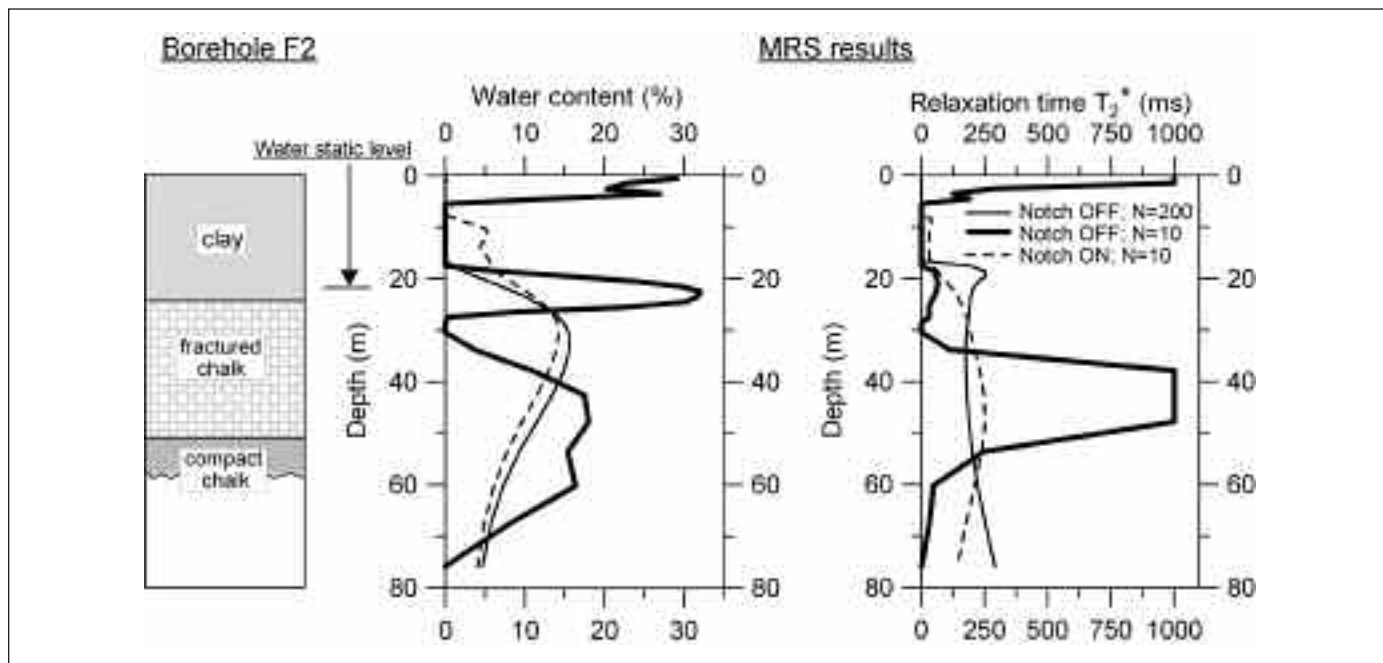 Borehole F2
MRS results
Water content (%)
0 10 20 30
Relaxation time T2* (ms)
0 250 500 750 1000
Water static level
clay
fractured
chalk
compact
chalk
Depth (m)
0
20
40
60
80
0
20
40
60
80
0 10 20 30
Notch OFF; N=200
Notch OFF; N=10
Notch ON; N=10
Depth (m)
0
20
40
60
80
0
20
40
60
80
0 250 500 750 1000